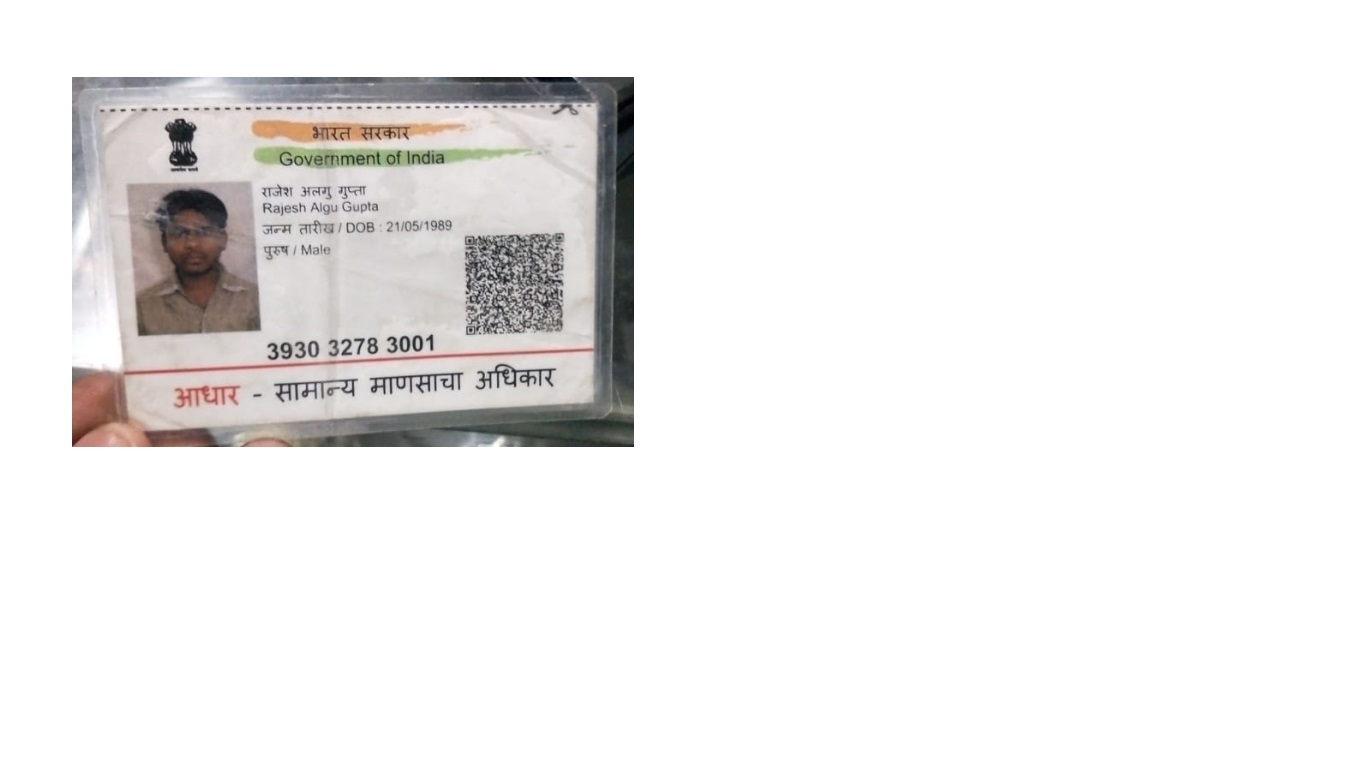 भारत सरकार
Government of India
राजेश अलगु गुप्ता
Rajesh Algu Gupta
जन्म तारीख / DOB : 21/05/1989
पुरुष / Male
3930 3278 3001
आधार - सामान्य माणसाचा अधिकार